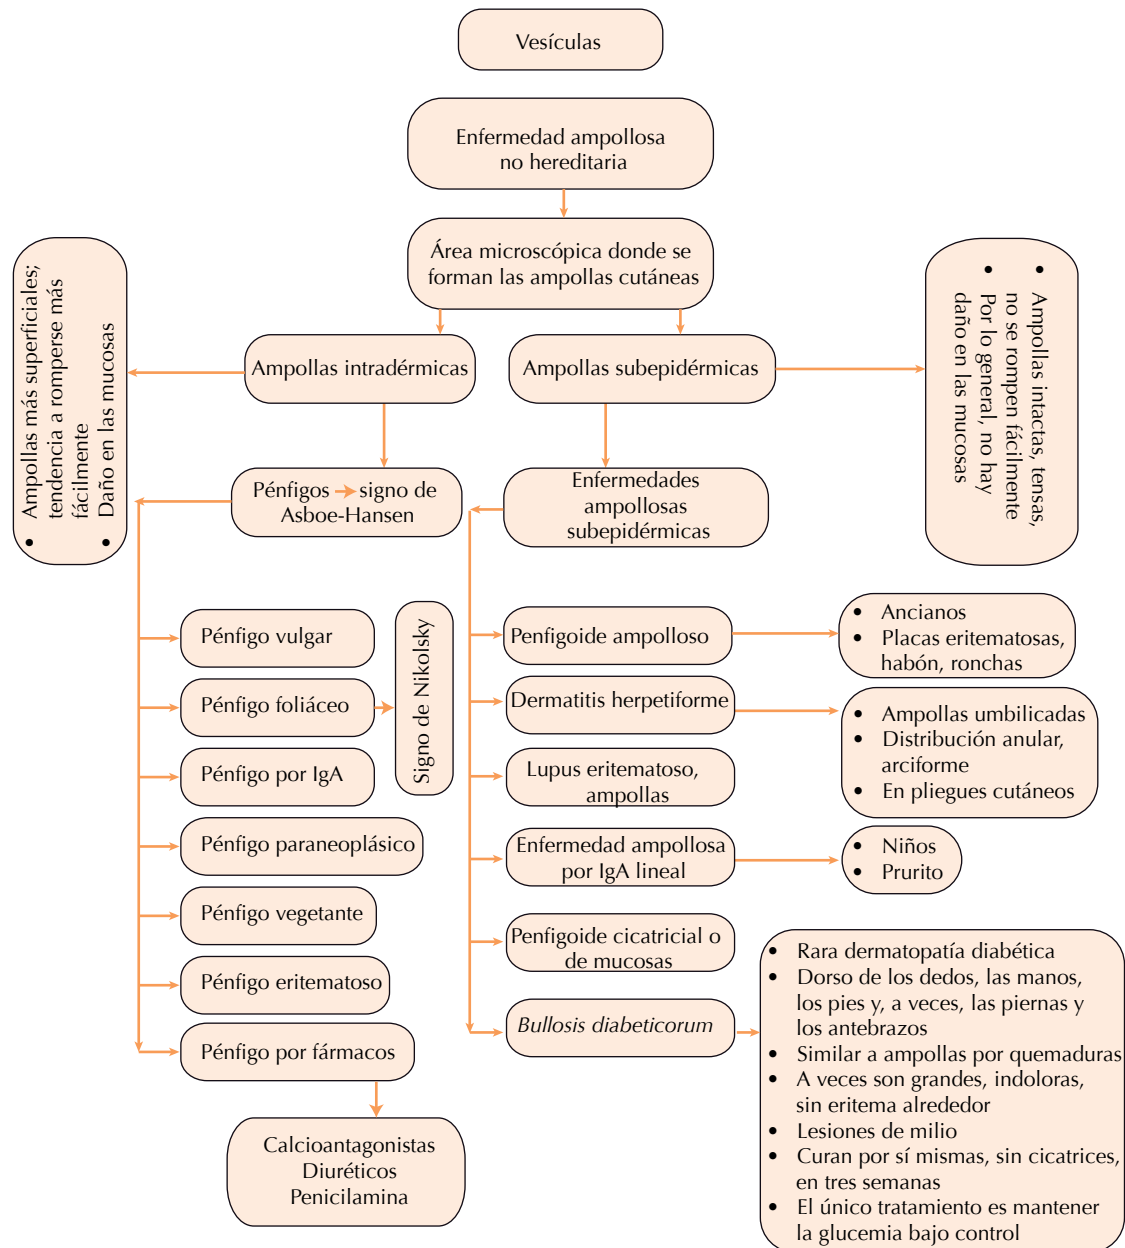 Vesículas
Enfermedad ampollosa
no hereditaria
Área microscópica donde se
forman las ampollas cutáneas
Ampollas intradérmicas
Ampollas subepidérmicas
• Ampollas más superficiales;
tendencia a romperse más
fácilmente
• Daño en las mucosas
• Ampollas intactas, tensas,
no se rompen fácilmente
• Por lo general, no hay
daño en las mucosas
Pénfigos → signo de
Asboe-Hansen
Enfermedades
ampollosas
subepidérmicas
Pénfigo vulgar
Pénfigo foliáceo
Signo de Nikolsky
Pénfigo por IgA
Pénfigo paraneoplásico
Pénfigo vegetante
Pénfigo eritematoso
Pénfigo por fármacos
Calcioantagonistas
Diuréticos
Penicilamina
Penfigoide ampolloso
• Ancianos
• Placas eritematosas,
habón, ronchas
Dermatitis herpetiforme
• Ampollas umbilicadas
• Distribución anular,
arciforme
• En pliegues cutáneos
Lupus eritematoso,
ampollas
Enfermedad ampollosa
por IgA lineal
• Niños
• Prurito
Penfigoide cicatricial o
de mucosas
Bullosis diabeticorum
• Rara dermatopatía diabética
• Dorso de los dedos, las manos,
los pies y, a veces, las piernas y
los antebrazos
• Similar a ampollas por quemaduras
• A veces son grandes, indoloras,
sin eritema alrededor
• Lesiones de milio
• Curan por sí mismas, sin cicatrices,
en tres semanas
• El único tratamiento es mantener
la glucemia bajo control